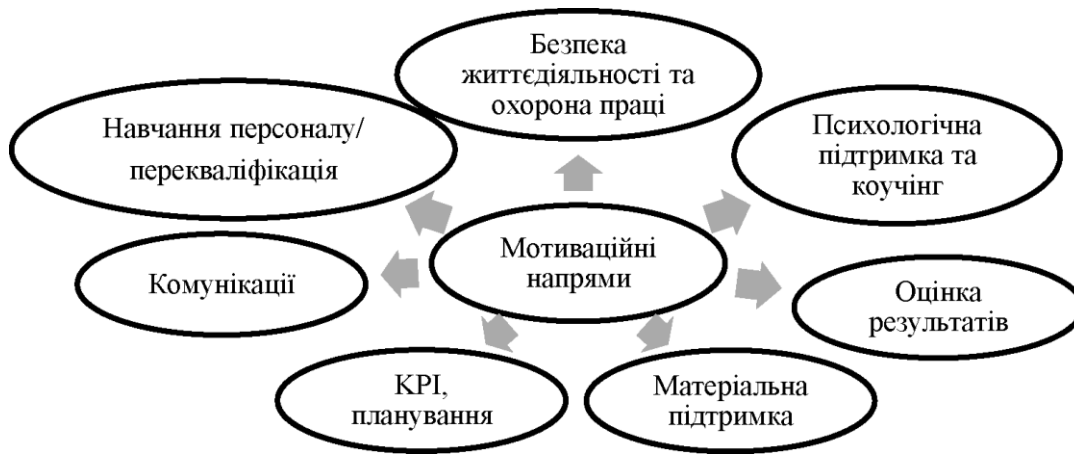 Безпека
життєдіяльності та
охорона праці
Навчання персоналу/
перекваліфікація
Психологічна
підтримка та
коучінг
Мотиваційні
напрями
Комунікації
Оцінка
результатів
KPI,
планування
Матеріальна
підтримка